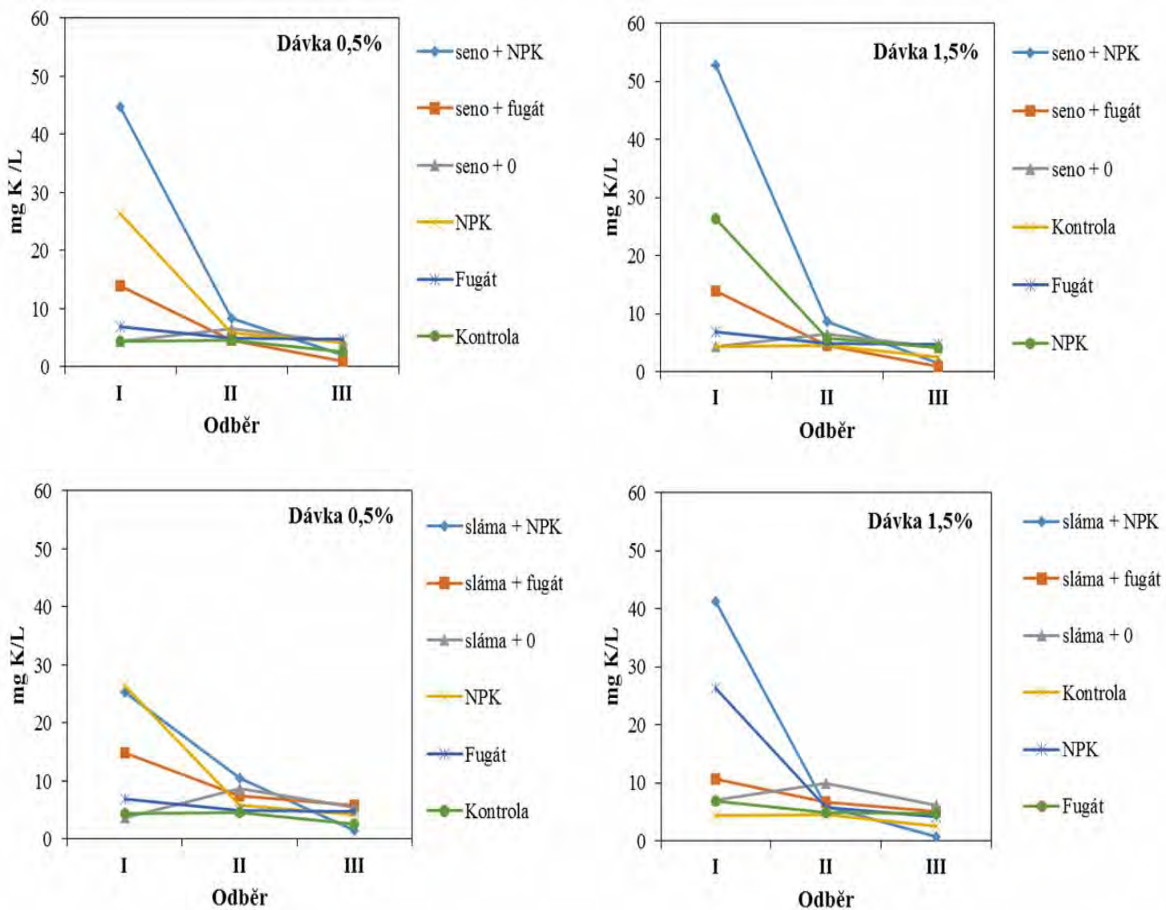 60
50
40
30
20
10
0
mg K /L
Dávka 0,5%
I
II
III
Odběr
seno + NPK
seno + fugát
seno + 0
NPK
Fugát
Kontrola
60
50
40
30
20
10
0
mg K/L
Dávka 1,5%
I
II
III
Odběr
seno + NPK
seno + fugát
seno + 0
Kontrola
Fugát
NPK
60
50
40
30
20
10
0
mg K/L
Dávka 0,5%
I
II
III
Odběr
sláma + NPK
sláma + fugát
sláma + 0
NPK
Fugát
Kontrola
60
50
40
30
20
10
0
mg K/L
Dávka 1,5%
I
II
III
Odběr
sláma + NPK
sláma + fugát
sláma + 0
Kontrola
NPK
Fugát